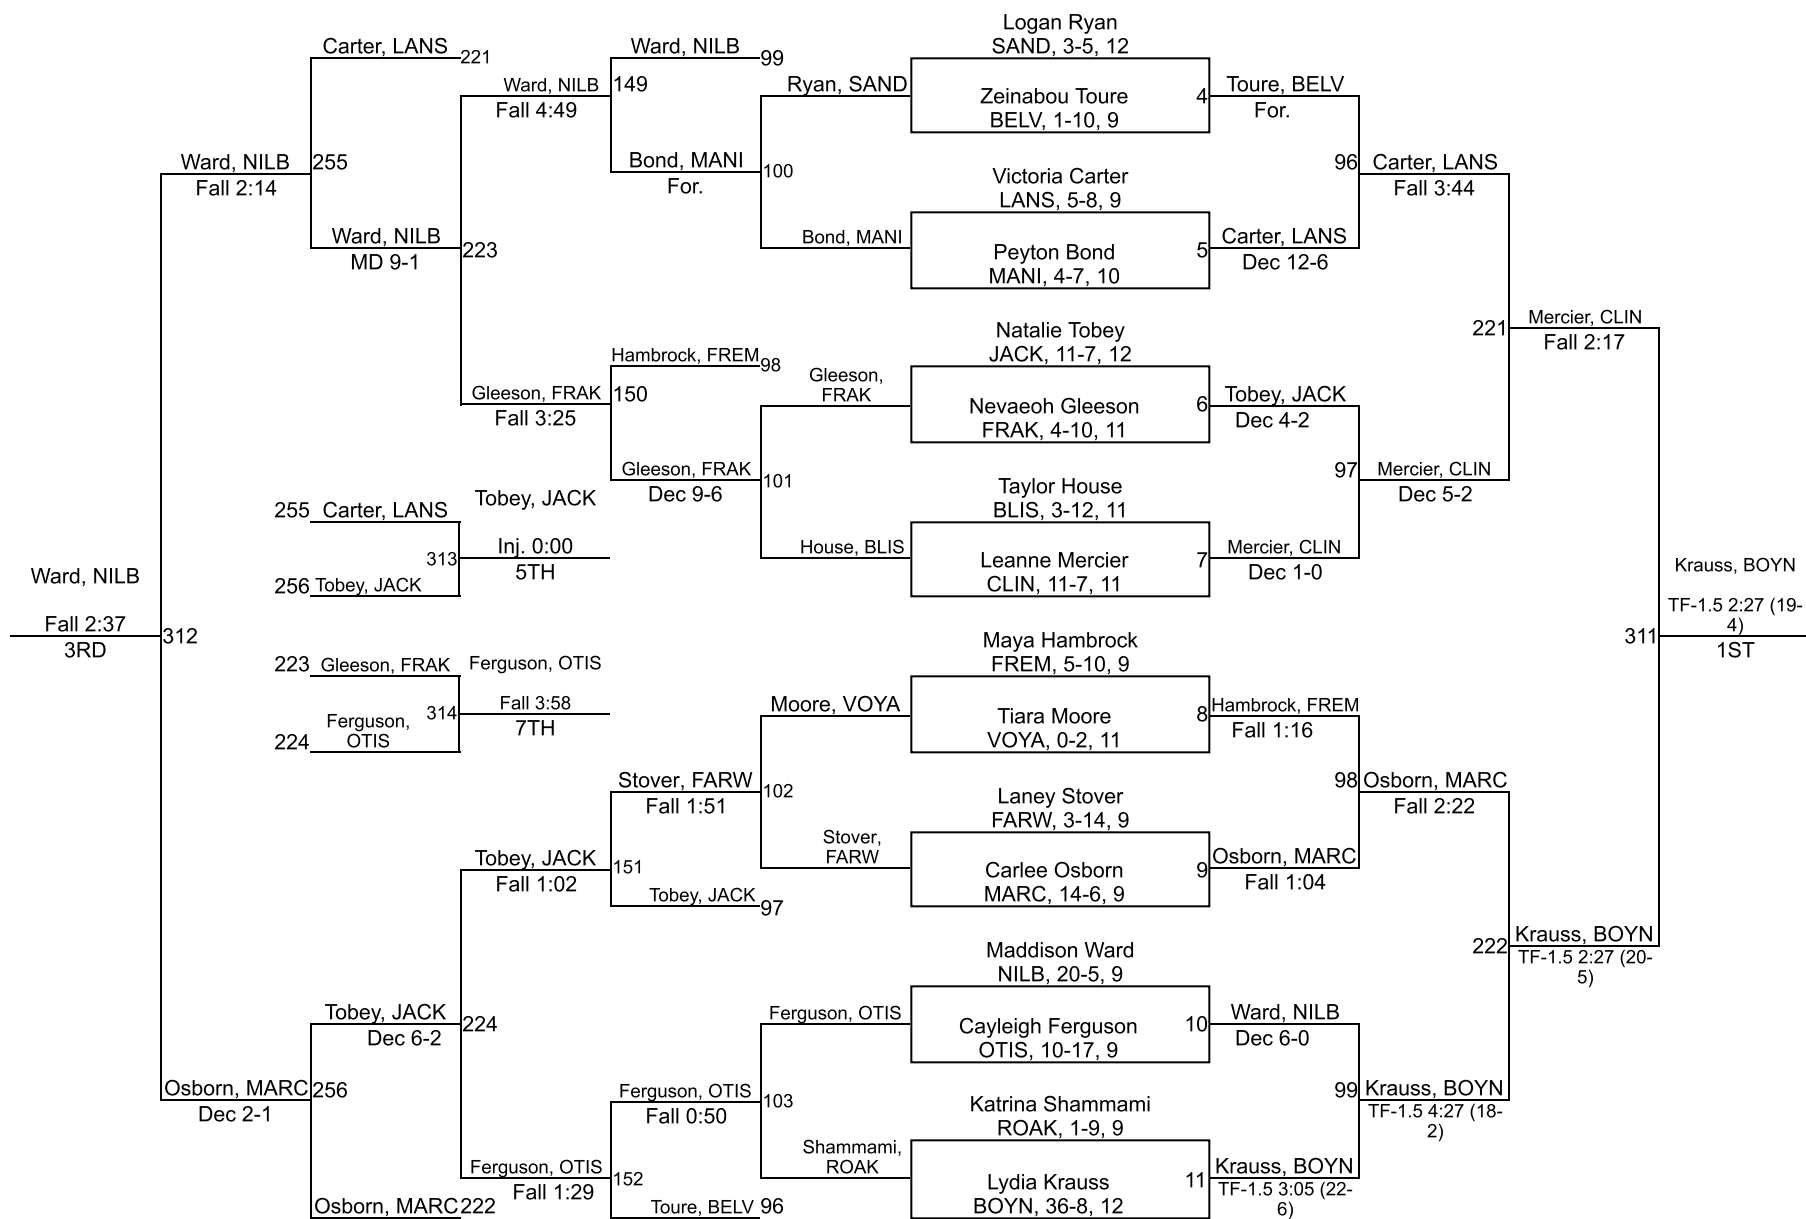 Logan Ryan
SAND, 3-5, 12
Carter, LANS
221
Ward, NILB
99
Ward, NILB
149
Fall 4:49
Ryan, SAND
Zeinabou Toure
BELV, 1-10, 9
4
Toure, BELV
For.
Ward, NILB
255
Fall 2:14
Bond, MANI
100
For.
Victoria Carter
LANS, 5-8, 9
96
Carter, LANS
Fall 3:44
Ward, NILB
223
MD 9-1
Bond, MANI
Peyton Bond
MANI, 4-7, 10
5
Carter, LANS
Dec 12-6
Natalie Tobey
JACK, 11-7, 12
221
Mercier, CLIN
Fall 2:17
Hambrock, FREM
98
Gleeson, FRAK
150
Fall 3:25
Gleeson,
FRAK
Nevaeoh Gleeson
FRAK, 4-10, 11
6
Tobey, JACK
Dec 4-2
Gleeson, FRAK
101
Dec 9-6
Taylor House
BLIS, 3-12, 11
97
Mercier, CLIN
Dec 5-2
255
Carter, LANS
Tobey, JACK
313
Inj. 0:00
5TH
256
Tobey, JACK
House, BLIS
Leanne Mercier
CLIN, 11-7, 11
7
Mercier, CLIN
Dec 1-0
Ward, NILB
Fall 2:37
3RD
312
Krauss, BOYN
TF-1.5 2:27 (19-
4)
311
1ST
Maya Hambrock
FREM, 5-10, 9
223
Gleeson, FRAK
Ferguson, OTIS
314
Fall 3:58
7TH
Ferguson,
OTIS
224
Moore, VOYA
Tiara Moore
VOYA, 0-2, 11
8
Hambrock, FREM
Fall 1:16
Stover, FARW
102
Fall 1:51
Laney Stover
FARW, 3-14, 9
98
Osborn, MARC
Fall 2:22
Tobey, JACK
151
Fall 1:02
Tobey, JACK
97
Stover,
FARW
Carlee Osborn
MARC, 14-6, 9
9
Osborn, MARC
Fall 1:04
Maddison Ward
NILB, 20-5, 9
222
Krauss, BOYN
TF-1.5 2:27 (20-
5)
Tobey, JACK
224
Dec 6-2
Ferguson, OTIS
Cayleigh Ferguson
OTIS, 10-17, 9
10
Ward, NILB
Dec 6-0
Osborn, MARC
256
Dec 2-1
Ferguson, OTIS
103
Fall 0:50
Katrina Shammami
ROAK, 1-9, 9
99
Krauss, BOYN
TF-1.5 4:27 (18-
2)
Ferguson, OTIS
152
Fall 1:29
Shammami,
ROAK
Lydia Krauss
BOYN, 36-8, 12
11
Krauss, BOYN
TF-1.5 3:05 (22-
6)
Osborn, MARC
222
Toure, BELV
96